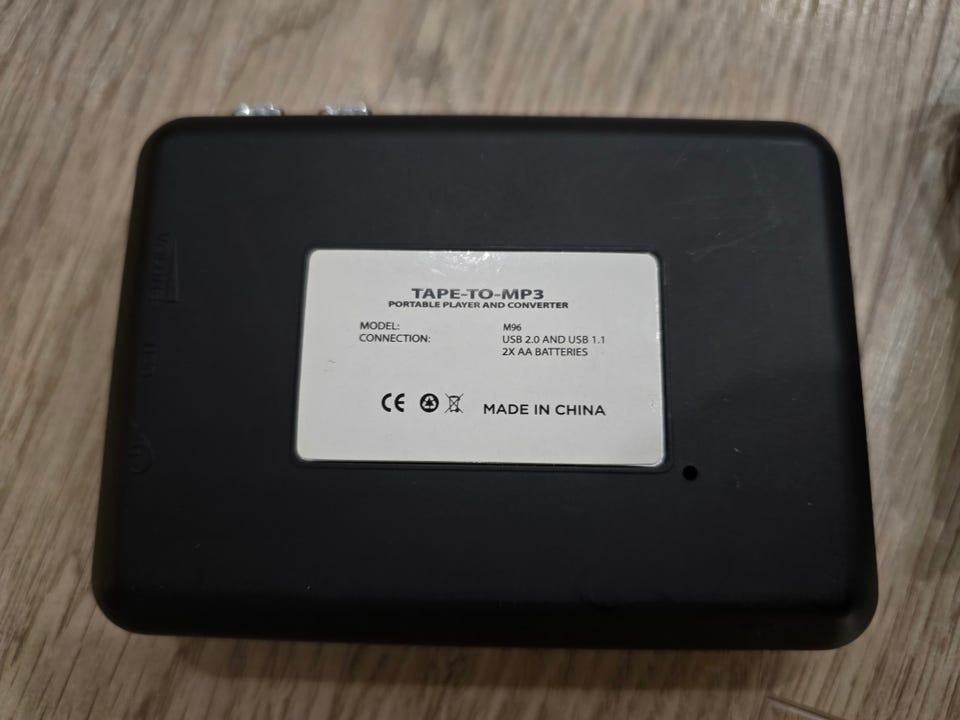 TAPE-TO-MP3
PORTABLE PLAYER AND CONVERTER
MODEL: M96
CONNECTION: USB 2.0 AND USB 1.1
2X AA BATTERIES
CE MADE IN CHINA